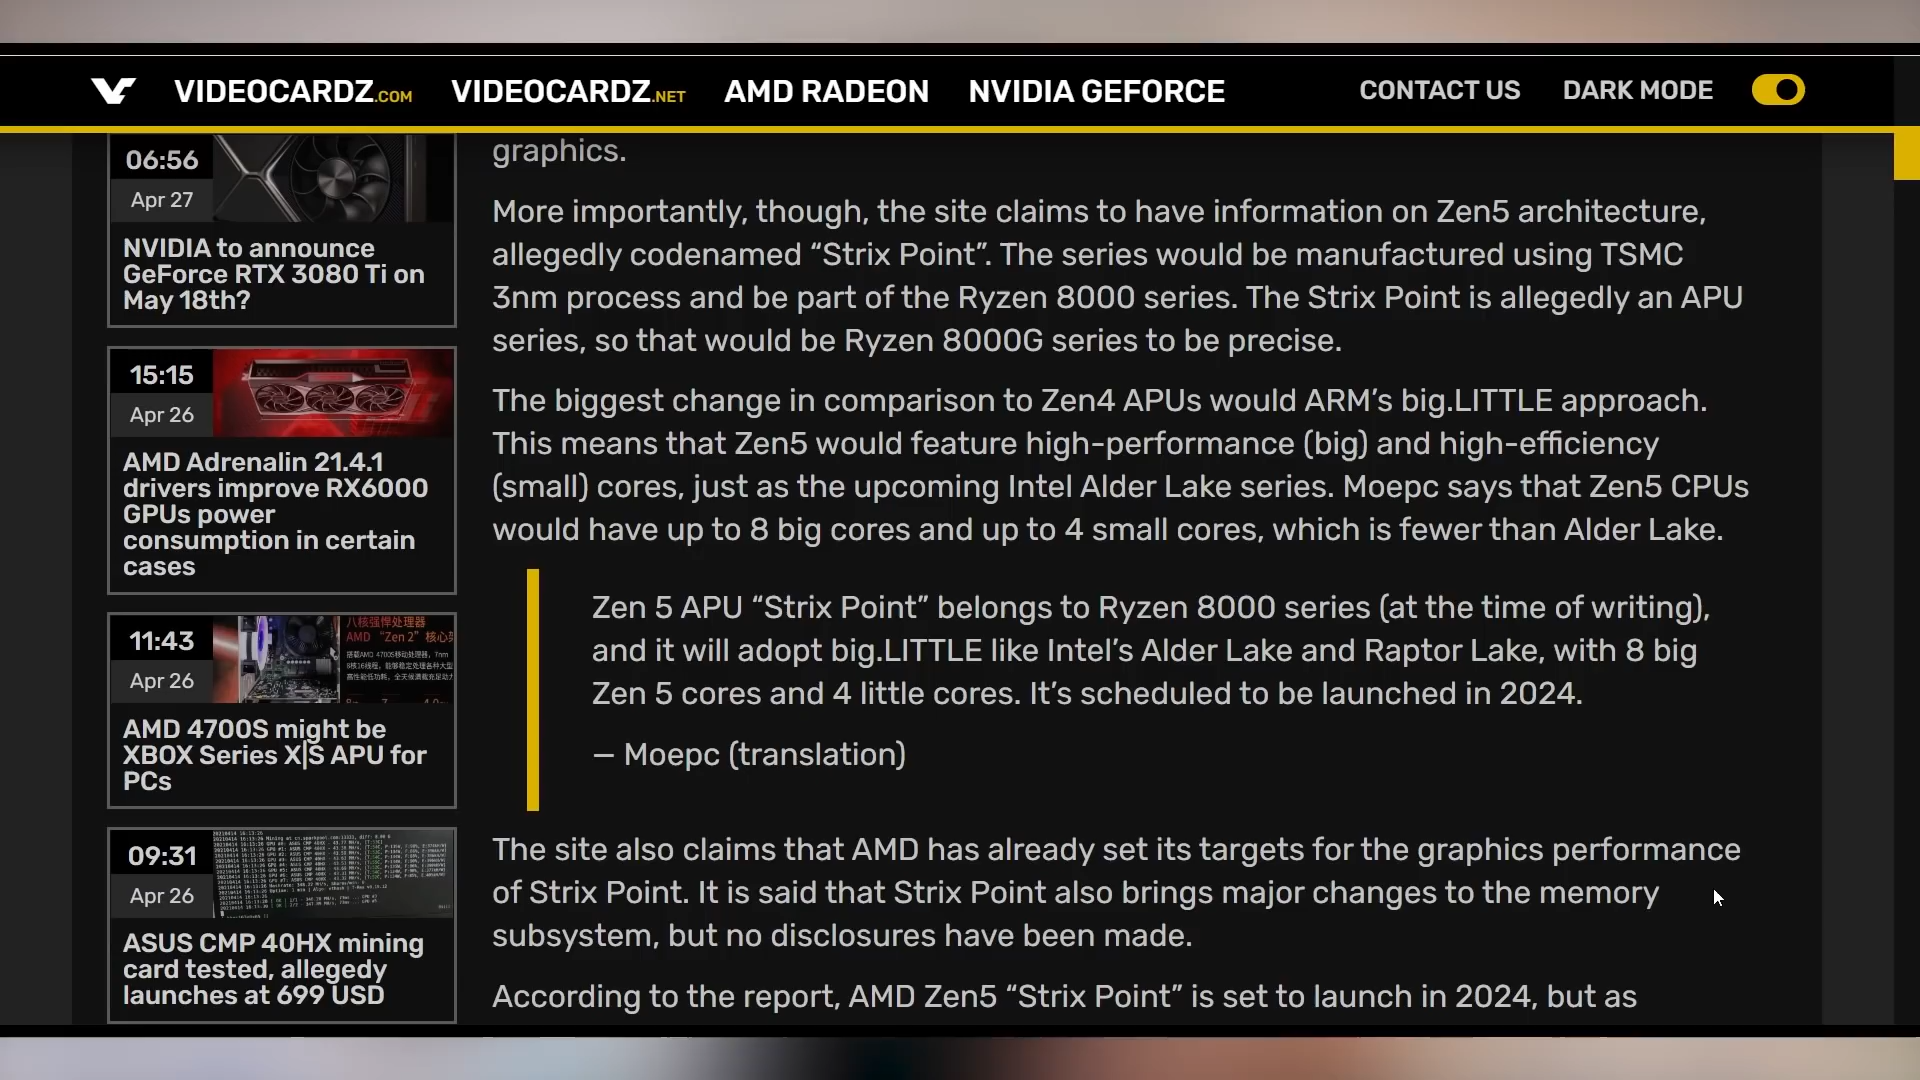 VIDEOCARDZ.COM VIDEOCARDZ.NET AMD RADEON NVIDIA GEFORCE CONTACT US DARK MODE
06:56
Apr 27
NVIDIA to announce
GeForce RTX 3080 Ti on
May 18th?
15:15
Apr 26
AMD Adrenalin 21.4.1
drivers improve RX6000
GPUs power
consumption in certain
cases
11:43
Apr 26
八核强悍处理器
AMD “Zen 2”核心
AMD 4700S might be
XBOX Series X|S APU for
PCs
09:31
Apr 26
ASUS CMP 40HX mining
card tested, allegedy
launches at 699 USD
graphics.
More importantly, though, the site claims to have information on Zen5 architecture,
allegedly codenamed “Strix Point”. The series would be manufactured using TSMC
3nm process and be part of the Ryzen 8000 series. The Strix Point is allegedly an APU
series, so that would be Ryzen 8000G series to be precise.
The biggest change in comparison to Zen4 APUs would ARM’s big.LITTLE approach.
This means that Zen5 would feature high-performance (big) and high-efficiency
(small) cores, just as the upcoming Intel Alder Lake series. Moepc says that Zen5 CPUs
would have up to 8 big cores and up to 4 small cores, which is fewer than Alder Lake.
Zen 5 APU “Strix Point” belongs to Ryzen 8000 series (at the time of writing),
and it will adopt big.LITTLE like Intel’s Alder Lake and Raptor Lake, with 8 big
Zen 5 cores and 4 little cores. It’s scheduled to be launched in 2024.
— Moepc (translation)
The site also claims that AMD has already set its targets for the graphics performance
of Strix Point. It is said that Strix Point also brings major changes to the memory
subsystem, but no disclosures have been made.
According to the report, AMD Zen5 “Strix Point” is set to launch in 2024, but as